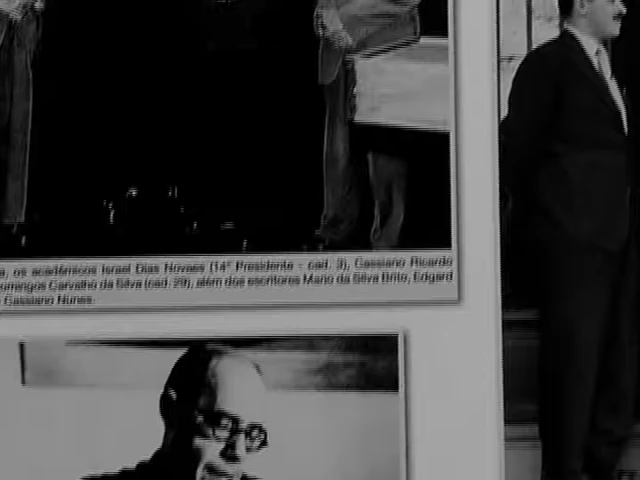 a, os acadêmicos Israel Dias Novaes (14º Presidente - cad. 3), Cassiano Ricardo
omingos Carvalho da Silva (cad. 29), além dos escritores Mario da Silva Brito, Edgard
Cassiano Nunes.